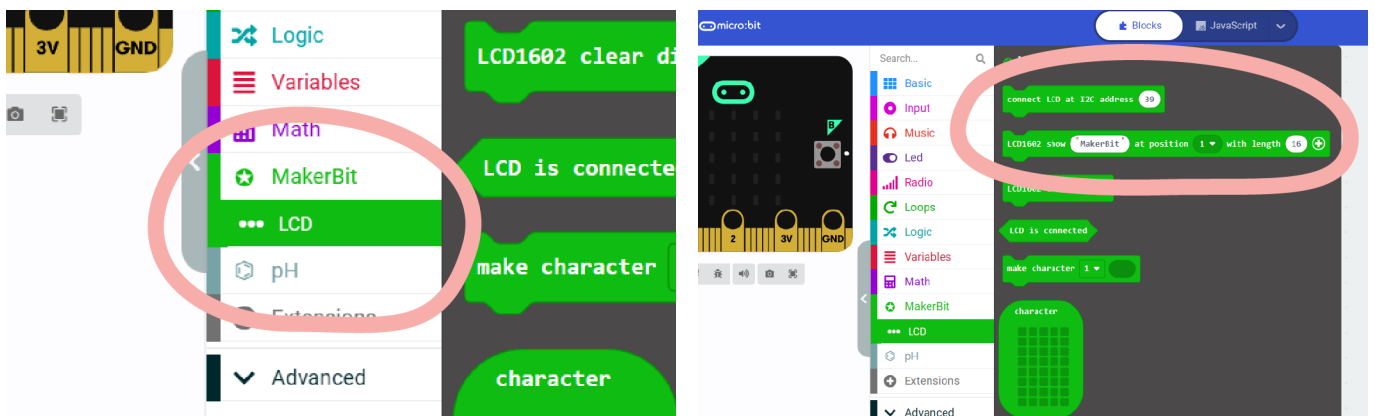 3V
GND
Logic
Variables
Math
MakerBit
LCD
pH
Extensions
Advanced
LCD1602 clear di
LCD is connecte
make character
character
micro:bit
Blocks
JavaScript
B
2
3V
GND
Search...
Basic
Input
Music
Led
Radio
Loops
Logic
Variables
Math
MakerBit
LCD
pH
Extensions
Advanced
connect LCD at I2C address 39
LCD1602 show "MakerBit" at position 1 with length 16
LCD1602
LCD is connected
make character 1
character